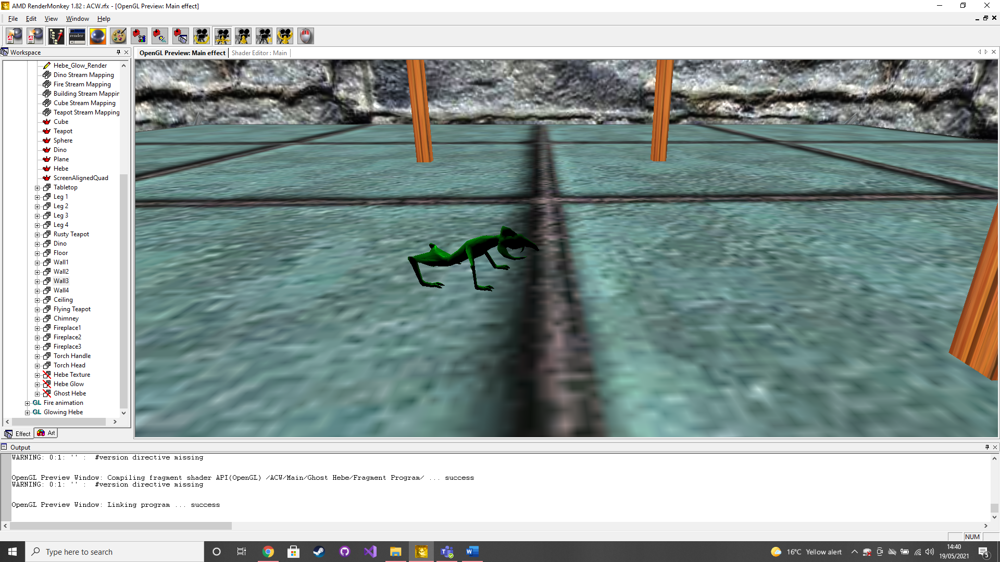 AMD RenderMonkey 1.82 : ACW.rfx - [OpenGL Preview: Main effect]
File Edit View Window Help
render
Workspace
OpenGL Preview: Main effect Shader Editor : Main
Hebe_Glow_Render
Dino Stream Mapping
Fire Stream Mapping
Building Stream Mappin
Cube Stream Mapping
Teapot Stream Mapping
Cube
Teapot
Sphere
Dino
Plane
Hebe
ScreenAlignedQuad
Tabletop
Leg 1
Leg 2
Leg 3
Leg 4
Rusty Teapot
Dino
Floor
Wall1
Wall2
Wall3
Wall4
Ceiling
Flying Teapot
Chimney
Fireplace1
Fireplace2
Fireplace3
Torch Handle
Torch Head
Hebe Texture
Hebe Glow
Ghost Hebe
GL Fire animation
GL Glowing Hebe
Effect Art
Output
WARNING: 0:1: '' : #version directive missing
OpenGL Preview Window: Compiling fragment shader API(OpenGL) /ACW/Main/Ghost Hebe/Fragment Program/ ... success
WARNING: 0:1: '' : #version directive missing
OpenGL Preview Window: Linking program ... success
NUM
Type here to search
16°C Yellow alert
14:40
19/05/2021
5